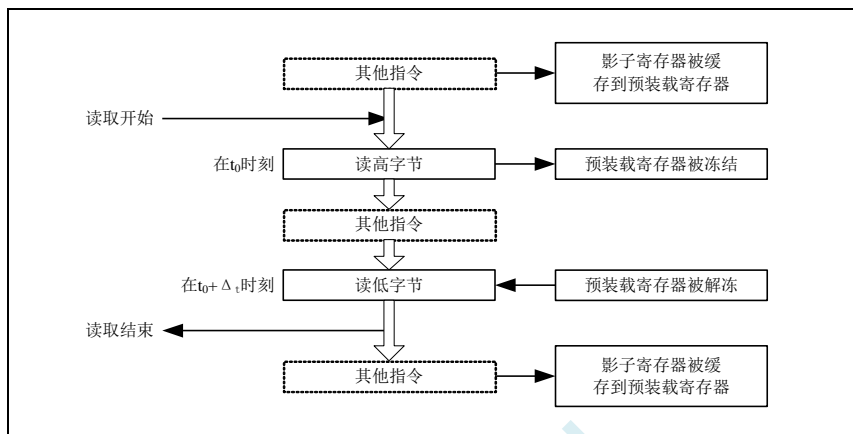 其他指令
影子寄存器被缓
存到预装载寄存器
读取开始
在t₀时刻
读高字节
预装载寄存器被冻结
其他指令
在t₀+Δₜ时刻
读低字节
预装载寄存器被解冻
读取结束
其他指令
影子寄存器被缓
存到预装载寄存器